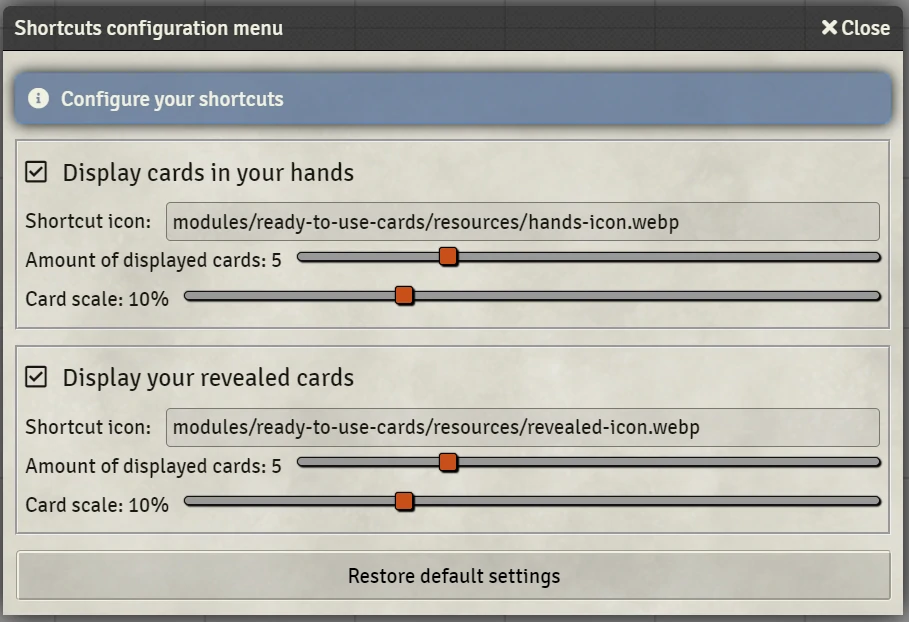 Shortcuts configuration menu
Close
Configure your shortcuts
Display cards in your hands
Shortcut icon: modules/ready-to-use-cards/resources/hands-icon.webp
Amount of displayed cards: 5
Card scale: 10%
Display your revealed cards
Shortcut icon: modules/ready-to-use-cards/resources/revealed-icon.webp
Amount of displayed cards: 5
Card scale: 10%
Restore default settings